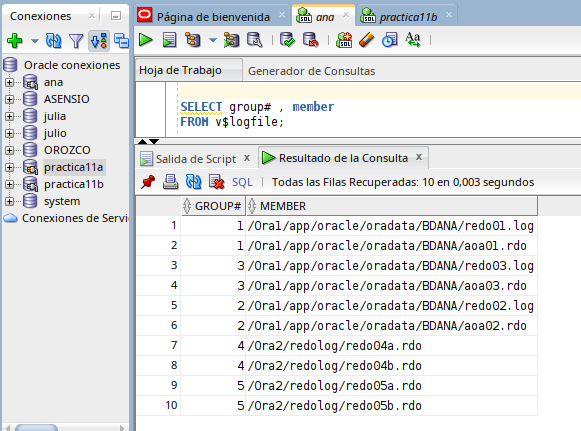 Conexiones
Oracle conexiones
ana
ASENSIO
julia
julio
OROZCO
practica11a
practica11b
system
Conexiones de Servi
Página de bienvenida
ana
practica11b
Hoja de Trabajo
Generador de Consultas
SELECT group# , member
FROM v$logfile;
Salida de Script
Resultado de la Consulta
SQL
Todas las Filas Recuperadas: 10 en 0,003 segundos
GROUP# MEMBER
1 1 /Ora1/app/oracle/oradata/BDANA/redo01.log
2 1 /Ora1/app/oracle/oradata/BDANA/aoa01.rdo
3 3 /Ora1/app/oracle/oradata/BDANA/redo03.log
4 3 /Ora1/app/oracle/oradata/BDANA/aoa03.rdo
5 2 /Ora1/app/oracle/oradata/BDANA/redo02.log
6 2 /Ora1/app/oracle/oradata/BDANA/aoa02.rdo
7 4 /Ora2/redolog/redo04a.rdo
8 4 /Ora2/redolog/redo04b.rdo
9 5 /Ora2/redolog/redo05a.rdo
10 5 /Ora2/redolog/redo05b.rdo